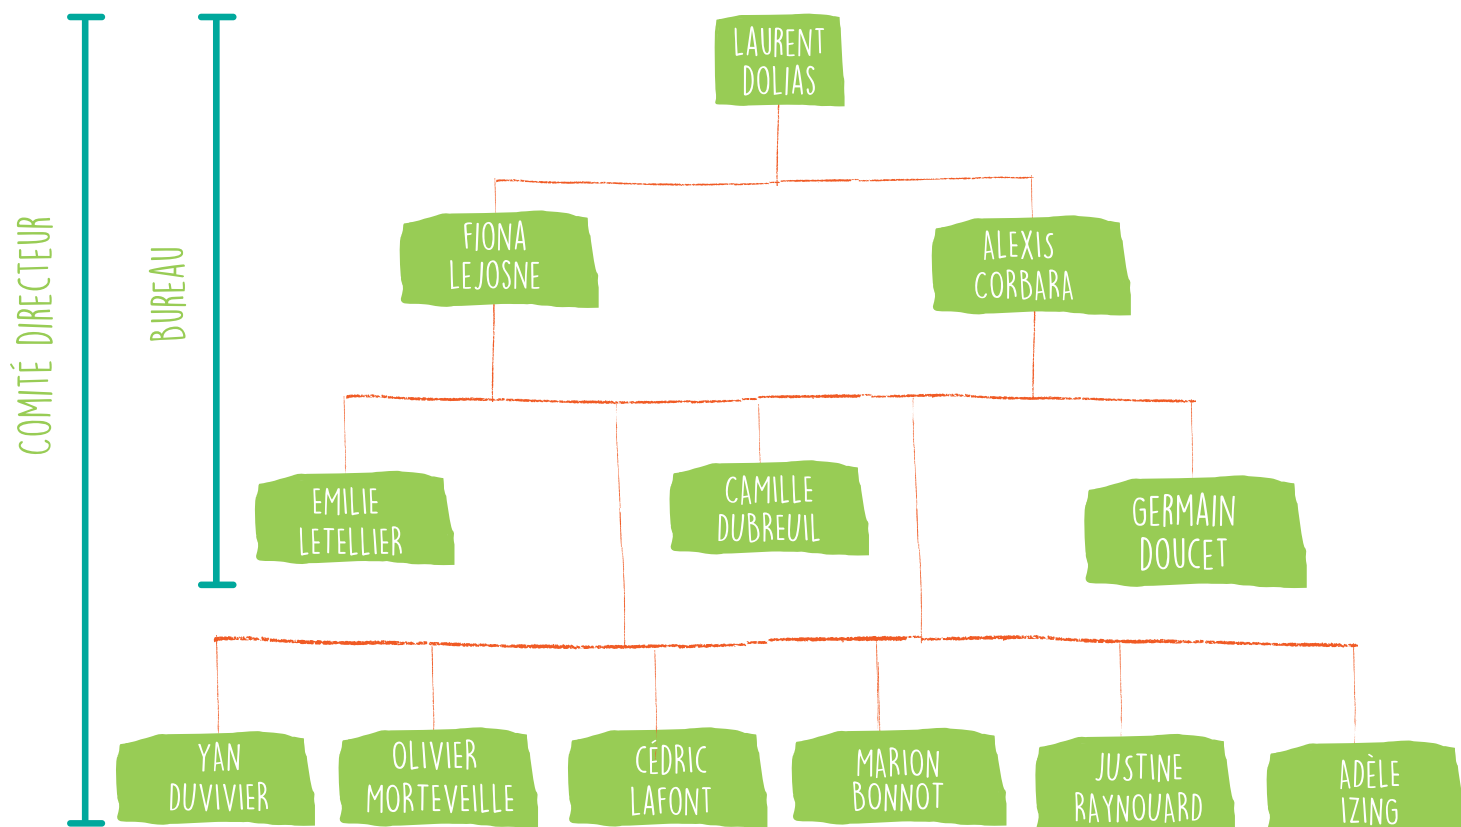 LAURENT
DOLIAS
FIONA
LEJOSNE
ALEXIS
CORBARA
COMITÉ DIRECTEUR
BUREAU
EMILIE
LETELLIER
CAMILLE
DUBREUIL
GERMAIN
DOUCET
YAN
DUVIVIER
OLIVIER
MORTEVEILLE
CÉDRIC
LAFONT
MARION
BONNOT
JUSTINE
RAYNOUARD
ADÈLE
IZING